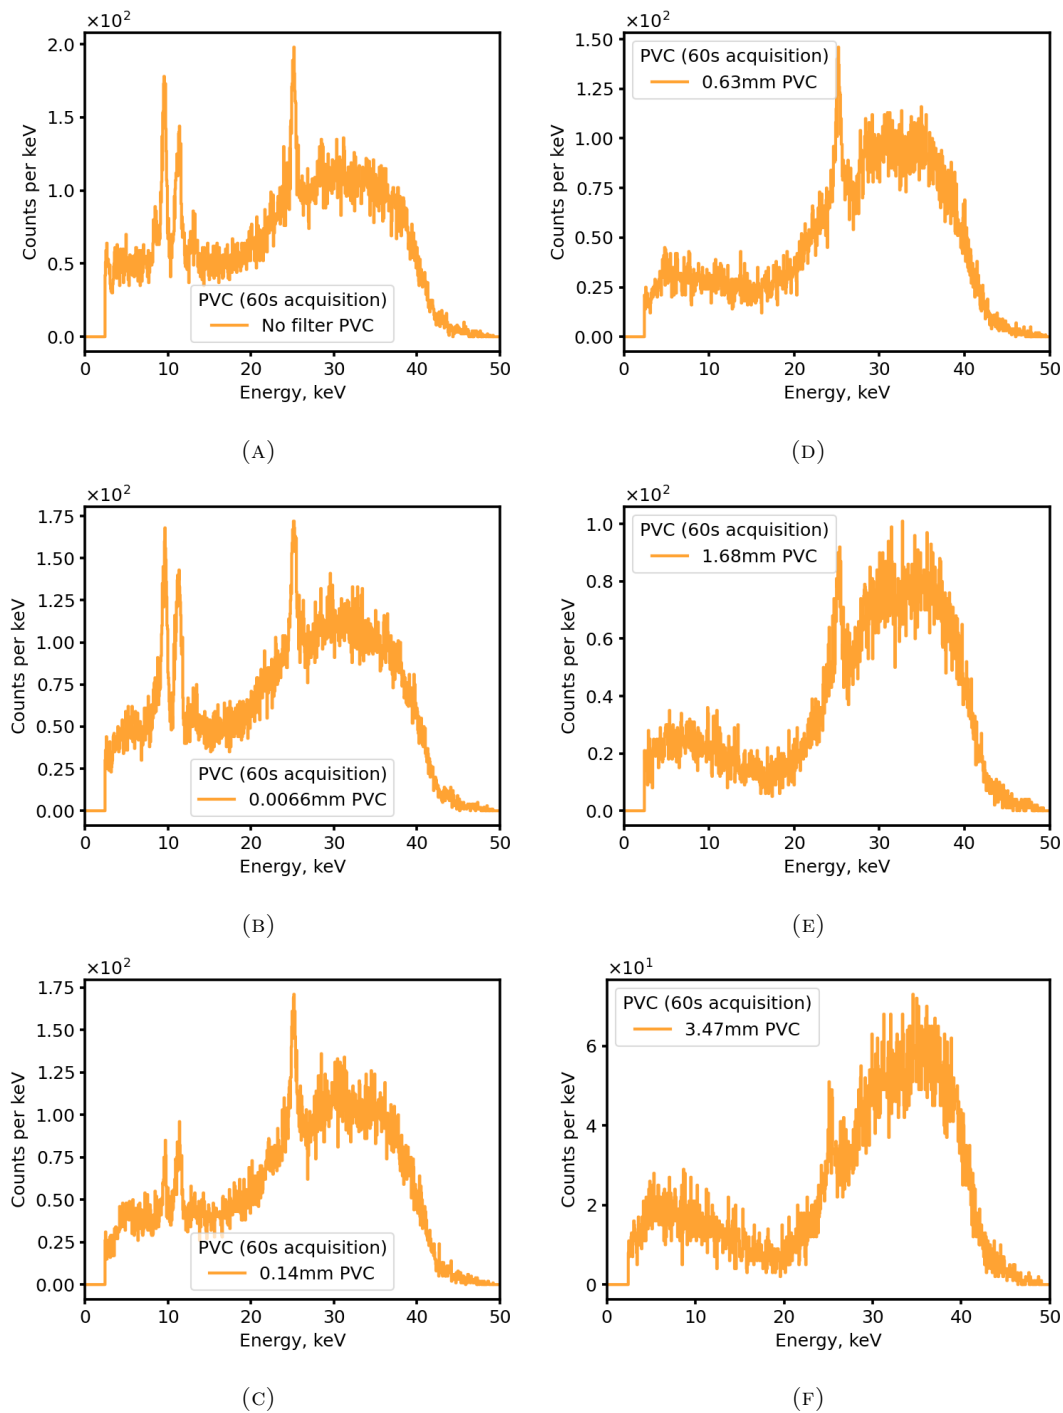 ×10²
2.0
1.5
1.0
0.5
0.0
Counts per keV
PVC (60s acquisition)
No filter PVC
0 10 20 30 40 50
Energy, keV
(A)
×10²
1.50
1.25
1.00
0.75
0.50
0.25
0.00
Counts per keV
PVC (60s acquisition)
0.63mm PVC
0 10 20 30 40 50
Energy, keV
(D)
×10²
1.75
1.50
1.25
1.00
0.75
0.50
0.25
0.00
Counts per keV
PVC (60s acquisition)
0.0066mm PVC
0 10 20 30 40 50
Energy, keV
(B)
×10²
1.0
0.8
0.6
0.4
0.2
0.0
Counts per keV
PVC (60s acquisition)
1.68mm PVC
0 10 20 30 40 50
Energy, keV
(E)
×10²
1.75
1.50
1.25
1.00
0.75
0.50
0.25
0.00
Counts per keV
PVC (60s acquisition)
0.14mm PVC
0 10 20 30 40 50
Energy, keV
(C)
×10¹
6
4
2
0
Counts per keV
PVC (60s acquisition)
3.47mm PVC
0 10 20 30 40 50
Energy, keV
(F)